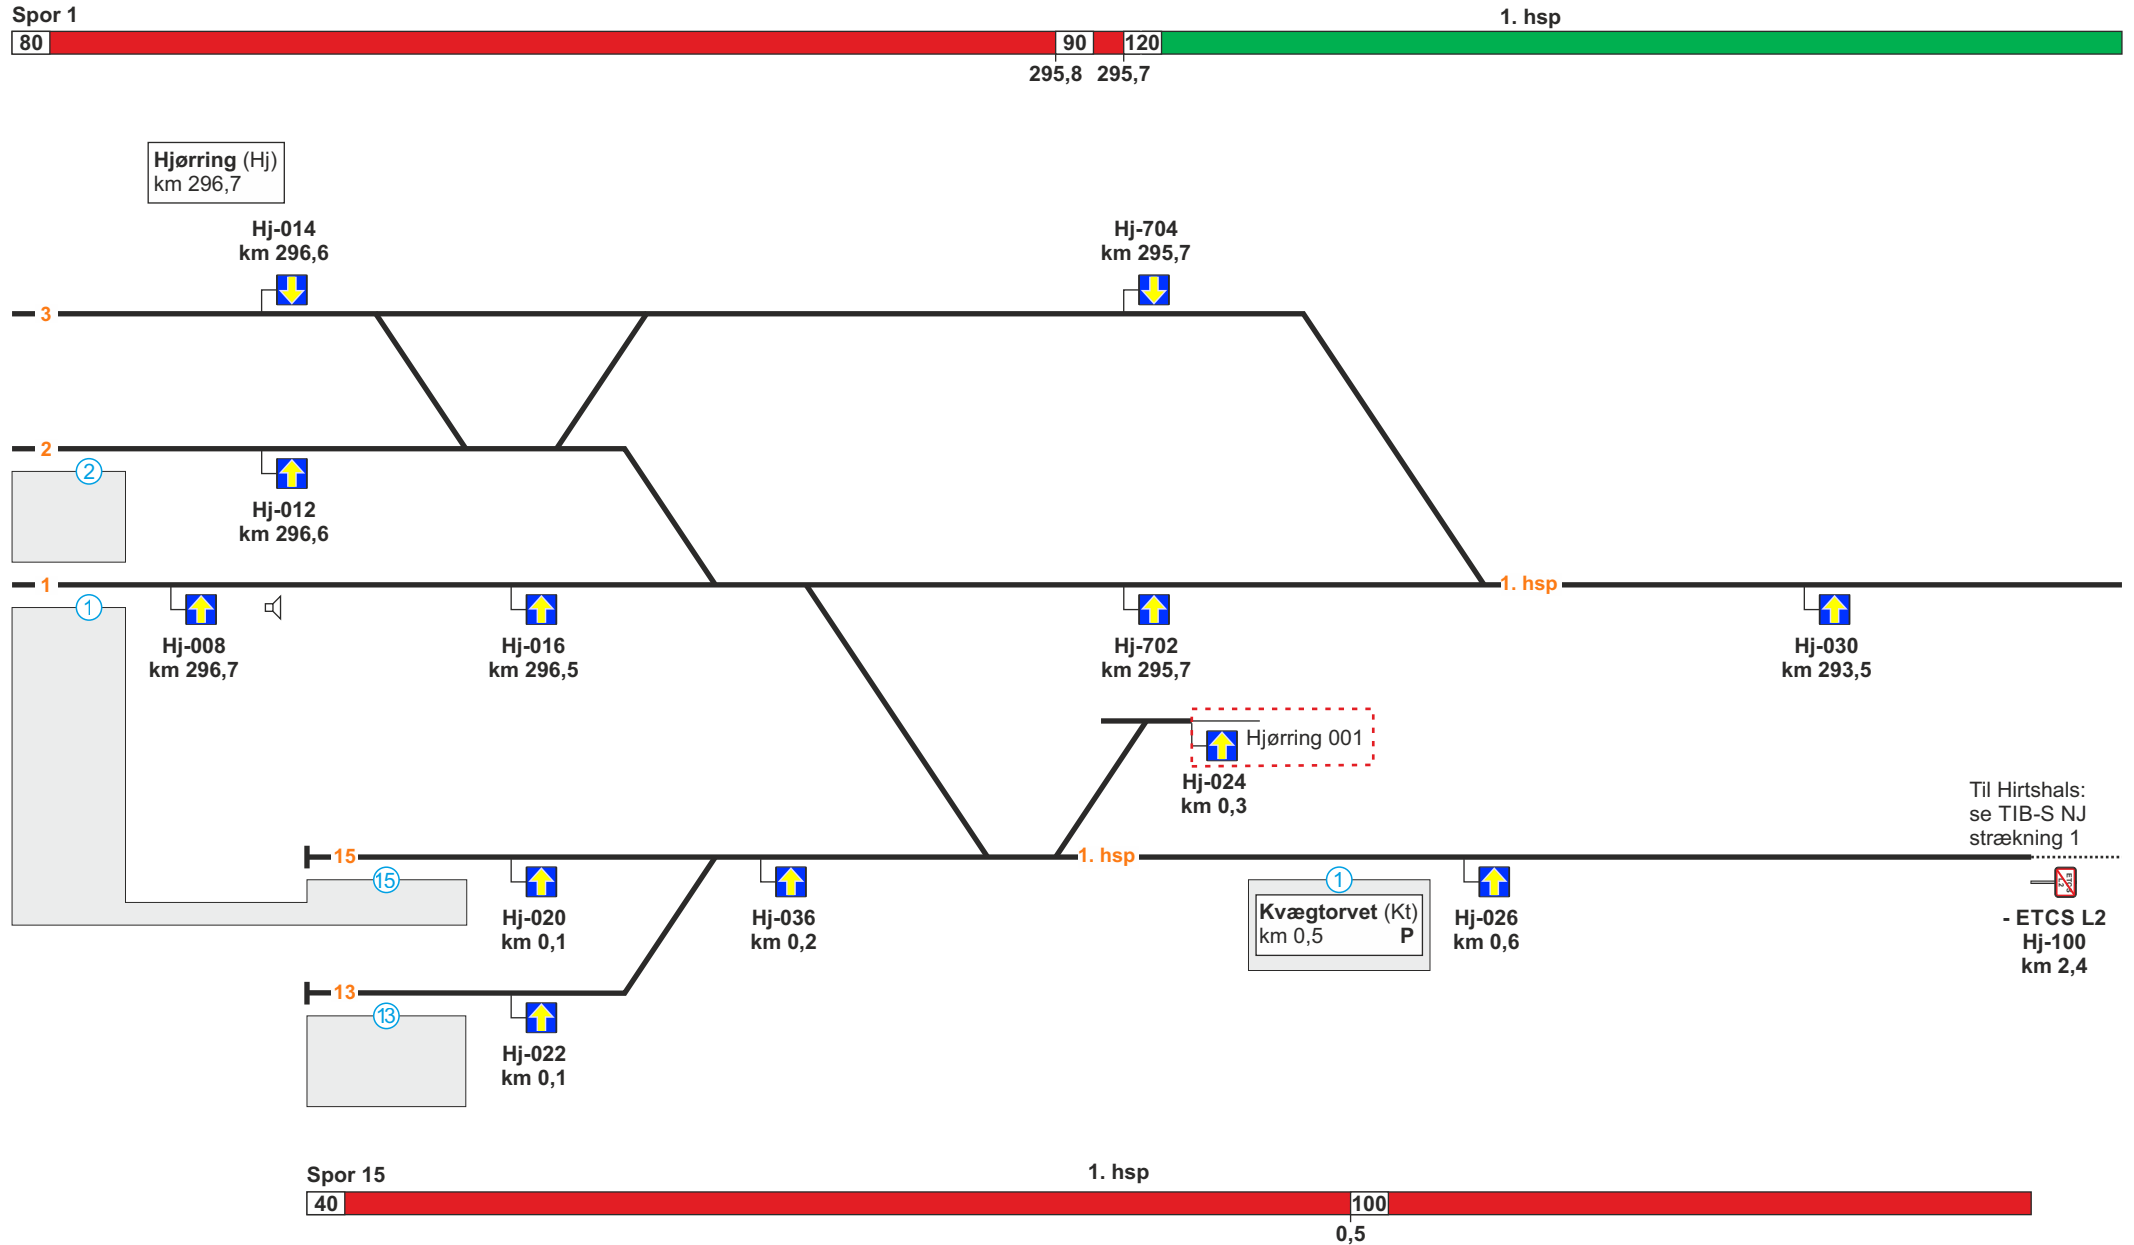 Spor 1
1. hsp
80
90
120
295,8
295,7
Hjørring (Hj)
km 296,7
Hj-014
km 296,6
Hj-704
km 295,7
3
2
2
Hj-012
km 296,6
1
1. hsp
1
Hj-008
km 296,7
Hj-016
km 296,5
Hj-702
km 295,7
Hj-030
km 293,5
Hjørring 001
Hj-024
km 0,3
Til Hirtshals:
se TIB-S NJ
strækning 1
15
1. hsp
15
1
ETCS
L2
Hj-020
km 0,1
Hj-036
km 0,2
Kvægtorvet (Kt)
km 0,5 P
Hj-026
km 0,6
- ETCS L2
Hj-100
km 2,4
13
13
Hj-022
km 0,1
Spor 15
1. hsp
40
100
0,5